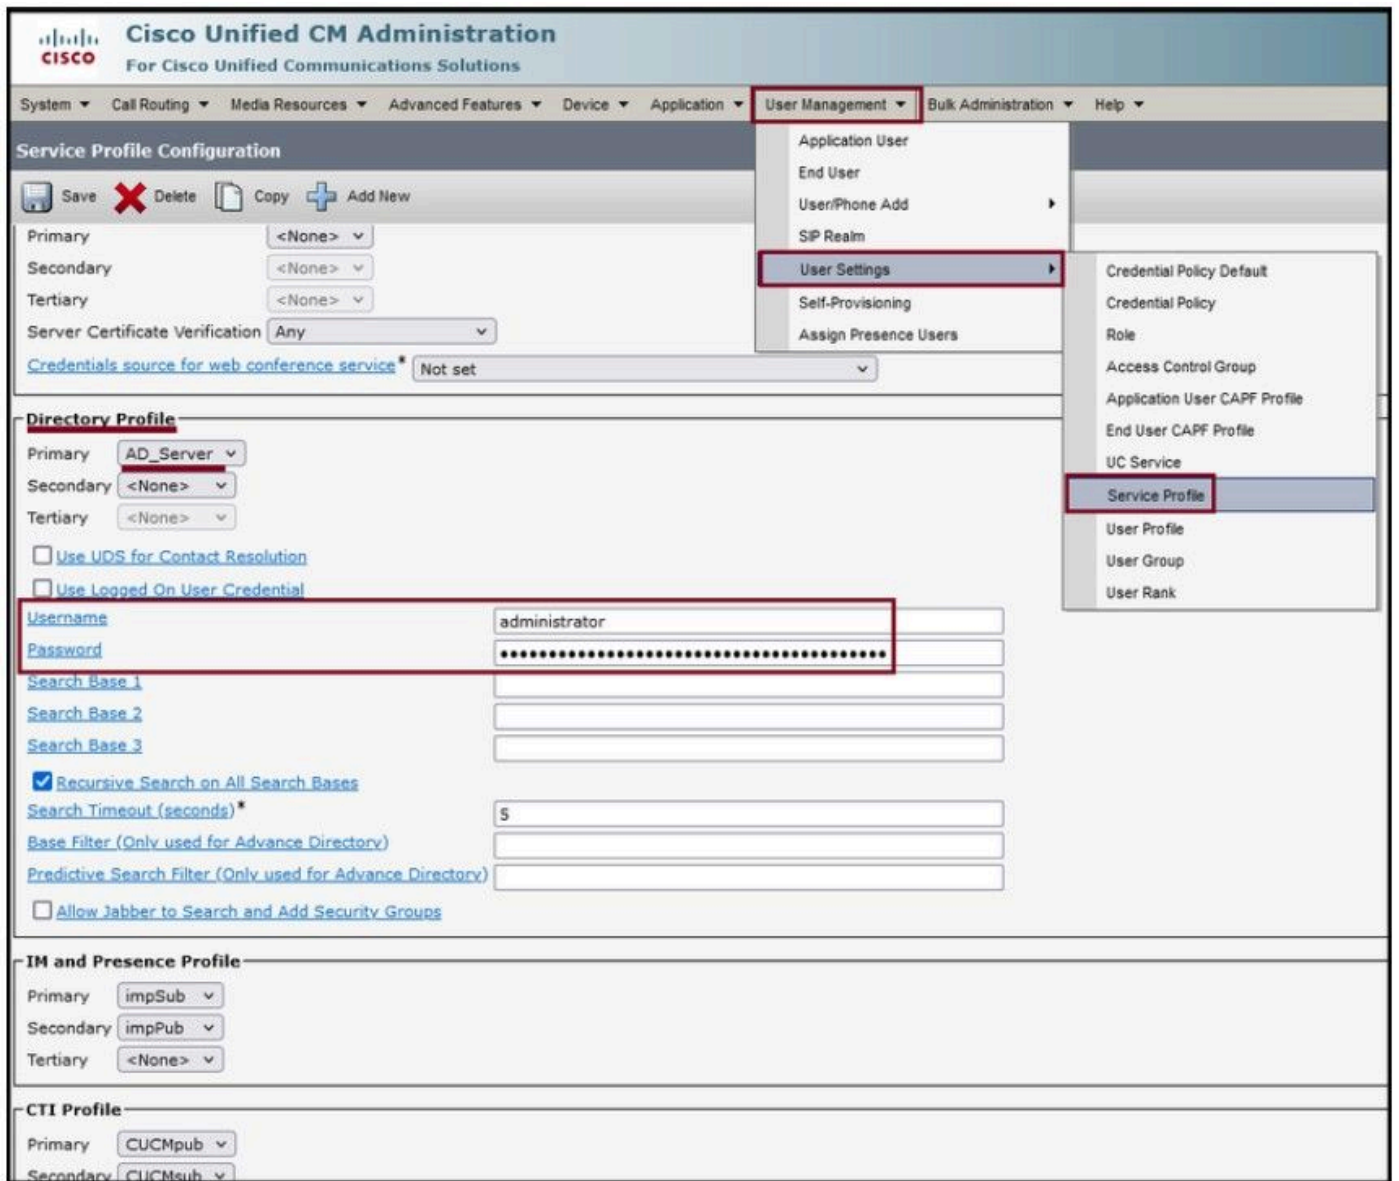 Cisco Unified CM Administration
CISCO
For Cisco Unified Communications Solutions
System Call Routing Media Resources Advanced Features Device Application User Management Bulk Administration Help
Service Profile Configuration
Save Delete Copy Add New
Application User
End User
User/Phone Add
SIP Realm
User Settings
Self-Provisioning
Assign Presence Users
Credential Policy Default
Credential Policy
Role
Access Control Group
Application User CAPF Profile
End User CAPF Profile
UC Service
Service Profile
User Profile
User Group
User Rank
Primary <None>
Secondary <None>
Tertiary <None>
Server Certificate Verification Any
Credentials source for web conference service* Not set
Directory Profile
Primary AD_Server
Secondary <None>
Tertiary <None>
Use UDS for Contact Resolution
Use Logged On User Credential
Username administrator
Password ••••••••••••••••••••••••••••••••••••••••
Search Base 1
Search Base 2
Search Base 3
Recursive Search on All Search Bases
Search Timeout (seconds)* 5
Base Filter (Only used for Advance Directory)
Predictive Search Filter (Only used for Advance Directory)
Allow Jabber to Search and Add Security Groups
IM and Presence Profile
Primary impSub
Secondary impPub
Tertiary <None>
CTI Profile
Primary CUCMpub
Secondary CUCMsub